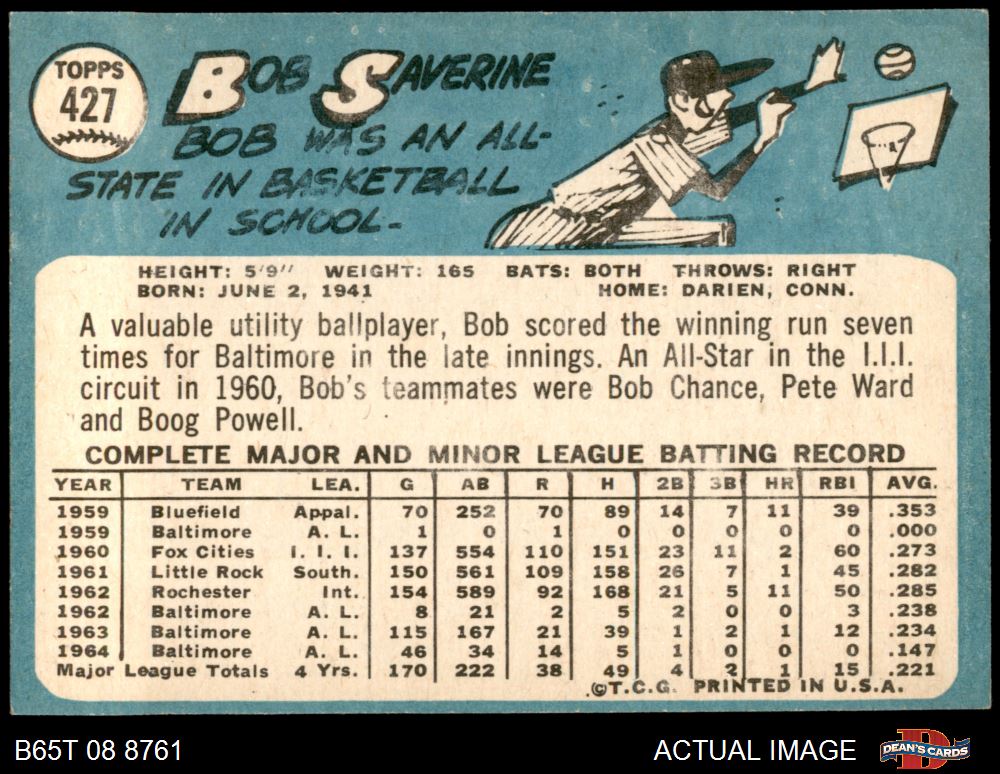 TOPPS
427
BOB SAVERINE
BOB WAS AN ALL-
STATE IN BASKETBALL
IN SCHOOL-
HEIGHT: 5'9" WEIGHT: 165 BATS: BOTH THROWS: RIGHT
BORN: JUNE 2, 1941 HOME: DARIEN, CONN.
A valuable utility ballplayer, Bob scored the winning run seven
times for Baltimore in the late innings. An All-Star in the I.I.I.
circuit in 1960, Bob's teammates were Bob Chance, Pete Ward
and Boog Powell.
COMPLETE MAJOR AND MINOR LEAGUE BATTING RECORD
YEAR TEAM LEA. G AB R H 2B 3B HR RBI AVG.
1959 Bluefield Appal. 70 252 70 89 14 7 11 39 .353
1959 Baltimore A. L. 1 0 1 0 0 0 0 0 .000
1960 Fox Cities I. I. I. 137 554 110 151 23 11 2 60 .273
1961 Little Rock South. 150 561 109 158 26 7 1 45 .282
1962 Rochester Int. 154 589 92 168 21 5 11 50 .285
1962 Baltimore A. L. 8 21 2 5 2 0 0 3 .238
1963 Baltimore A. L. 115 167 21 39 1 2 1 12 .234
1964 Baltimore A. L. 46 34 14 5 1 0 0 0 .147
Major League Totals 4 Yrs. 170 222 38 49 4 2 1 15 .221
©T.C.G. PRINTED IN U.S.A.
B65T 08 8761 ACTUAL IMAGE DEAN'S CARDS